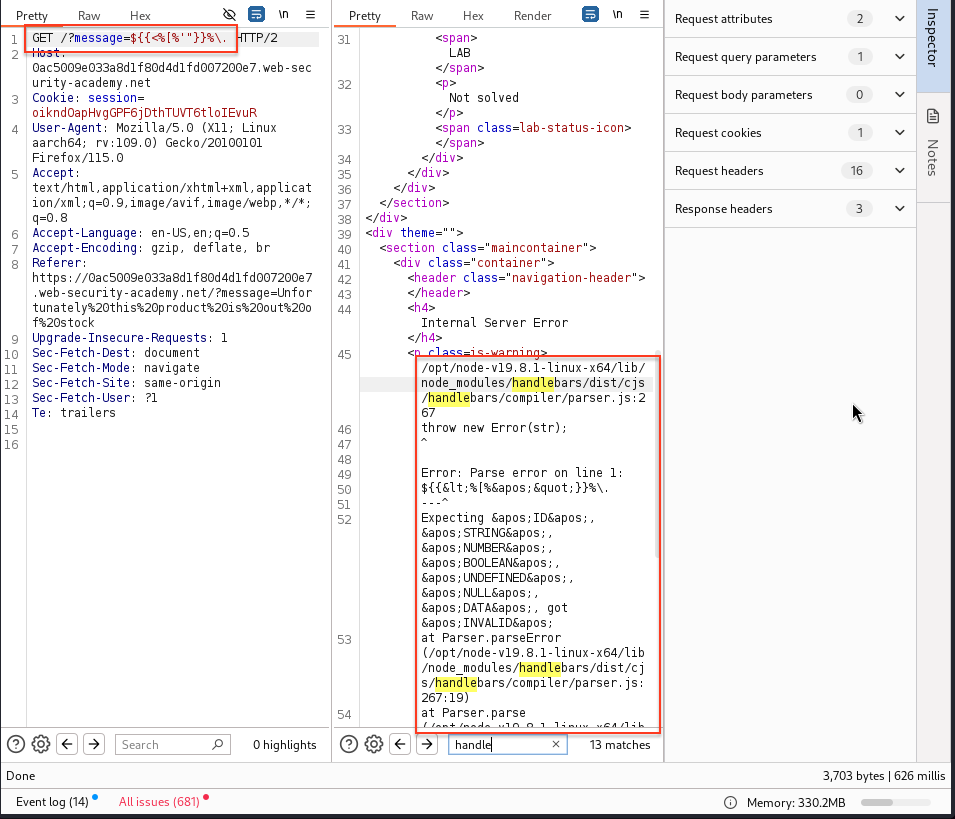 Pretty Raw Hex \n
1 GET /?message=${{<%[%'"}}%\. HTTP/2
2 Host:
0ac5009e033a8d1f80d4d1fd007200e7.web-sec
urity-academy.net
3 Cookie: session=
oikndOapHvgGPF6jDthTUVT6tloIEvuR
4 User-Agent: Mozilla/5.0 (X11; Linux
aarch64; rv:109.0) Gecko/20100101
Firefox/115.0
5 Accept:
text/html,application/xhtml+xml,applicat
ion/xml;q=0.9,image/avif,image/webp,*/*;
q=0.8
6 Accept-Language: en-US,en;q=0.5
7 Accept-Encoding: gzip, deflate, br
8 Referer:
https://0ac5009e033a8d1f80d4d1fd007200e7
.web-security-academy.net/?message=Unfor
tunately%20this%20product%20is%20out%20o
f%20stock
9 Upgrade-Insecure-Requests: 1
10 Sec-Fetch-Dest: document
11 Sec-Fetch-Mode: navigate
12 Sec-Fetch-Site: same-origin
13 Sec-Fetch-User: ?1
14 Te: trailers
15
16
Search 0 highlights
Pretty Raw Hex Render \n
31 <span>
LAB
</span>
32 <p>
Not solved
</p>
33 <span class=lab-status-icon>
</span>
34 </div>
35 </div>
36 </div>
37 </section>
38 </div>
39 <div theme="">
40 <section class="maincontainer">
41 <div class="container">
42 <header class="navigation-header">
43 </header>
44 <h4>
Internal Server Error
</h4>
45 <p class=is-warning>
/opt/node-v19.8.1-linux-x64/lib/
node_modules/handlebars/dist/cjs
/handlebars/compiler/parser.js:2
67
46 throw new Error(str);
47 ^
48
49 Error: Parse error on line 1:
50 ${{&lt;%[%&apos;&quot;}}%\.
51 ---^
52 Expecting &apos;ID&apos;,
&apos;STRING&apos;,
&apos;NUMBER&apos;,
&apos;BOOLEAN&apos;,
&apos;UNDEFINED&apos;,
&apos;NULL&apos;,
&apos;DATA&apos;, got
&apos;INVALID&apos;
53 at Parser.parseError
(/opt/node-v19.8.1-linux-x64/lib
/node_modules/handlebars/dist/cj
s/handlebars/compiler/parser.js:
267:19)
54 at Parser.parse
(/opt/node-v19.8.1-linux-x64/lib
handle 13 matches
Request attributes 2
Request query parameters 1
Request body parameters 0
Request cookies 1
Request headers 16
Response headers 3
Inspector
Notes
Done 3,703 bytes | 626 millis
Event log (14) All issues (681) Memory: 330.2MB